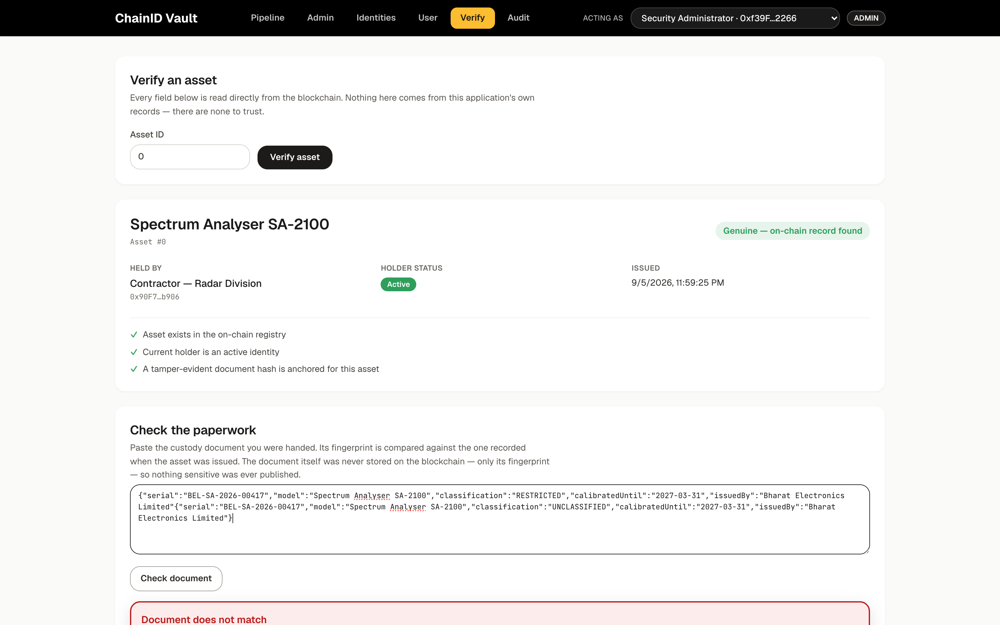 ChainID Vault
Pipeline
Admin
Identities
User
Verify
Audit
ACTING AS
Security Administrator · 0xf39F…2266
ADMIN
Verify an asset
Every field below is read directly from the blockchain. Nothing here comes from this application's own
records — there are none to trust.
Asset ID
0
Verify asset
Spectrum Analyser SA-2100
Genuine — on-chain record found
Asset #0
HELD BY
HOLDER STATUS
ISSUED
Contractor — Radar Division
Active
9/5/2026, 11:59:25 PM
0x90F7…b906
Asset exists in the on-chain registry
Current holder is an active identity
A tamper-evident document hash is anchored for this asset
Check the paperwork
Paste the custody document you were handed. Its fingerprint is compared against the one recorded
when the asset was issued. The document itself was never stored on the blockchain — only its fingerprint
— so nothing sensitive was ever published.
{"serial":"BEL-SA-2026-00417","model":"Spectrum Analyser SA-2100","classification":"RESTRICTED","calibratedUntil":"2027-03-31","issuedBy":"Bharat Electronics
Limited"{"serial":"BEL-SA-2026-00417","model":"Spectrum Analyser SA-2100","classification":"UNCLASSIFIED","calibratedUntil":"2027-03-31","issuedBy":"Bharat
Electronics Limited"}
Check document
Document does not match